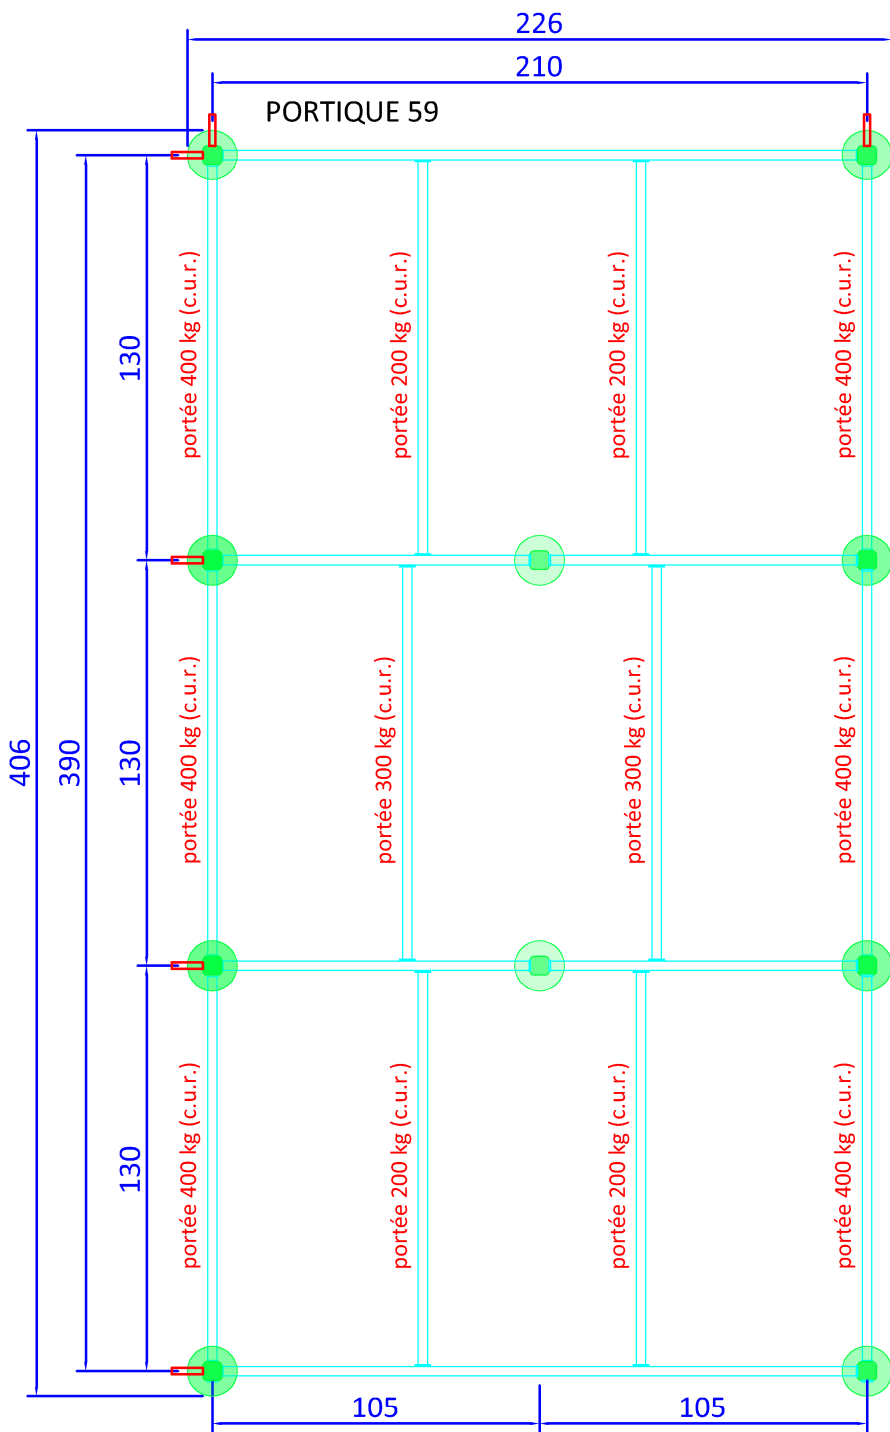 226
210
PORTIQUE 59
130
portée 400 kg (c.u.r.)
portée 200 kg (c.u.r.)
portée 200 kg (c.u.r.)
portée 400 kg (c.u.r.)
406
390
130
portée 400 kg (c.u.r.)
portée 300 kg (c.u.r.)
portée 300 kg (c.u.r.)
portée 400 kg (c.u.r.)
130
portée 400 kg (c.u.r.)
portée 200 kg (c.u.r.)
portée 200 kg (c.u.r.)
portée 400 kg (c.u.r.)
105
105